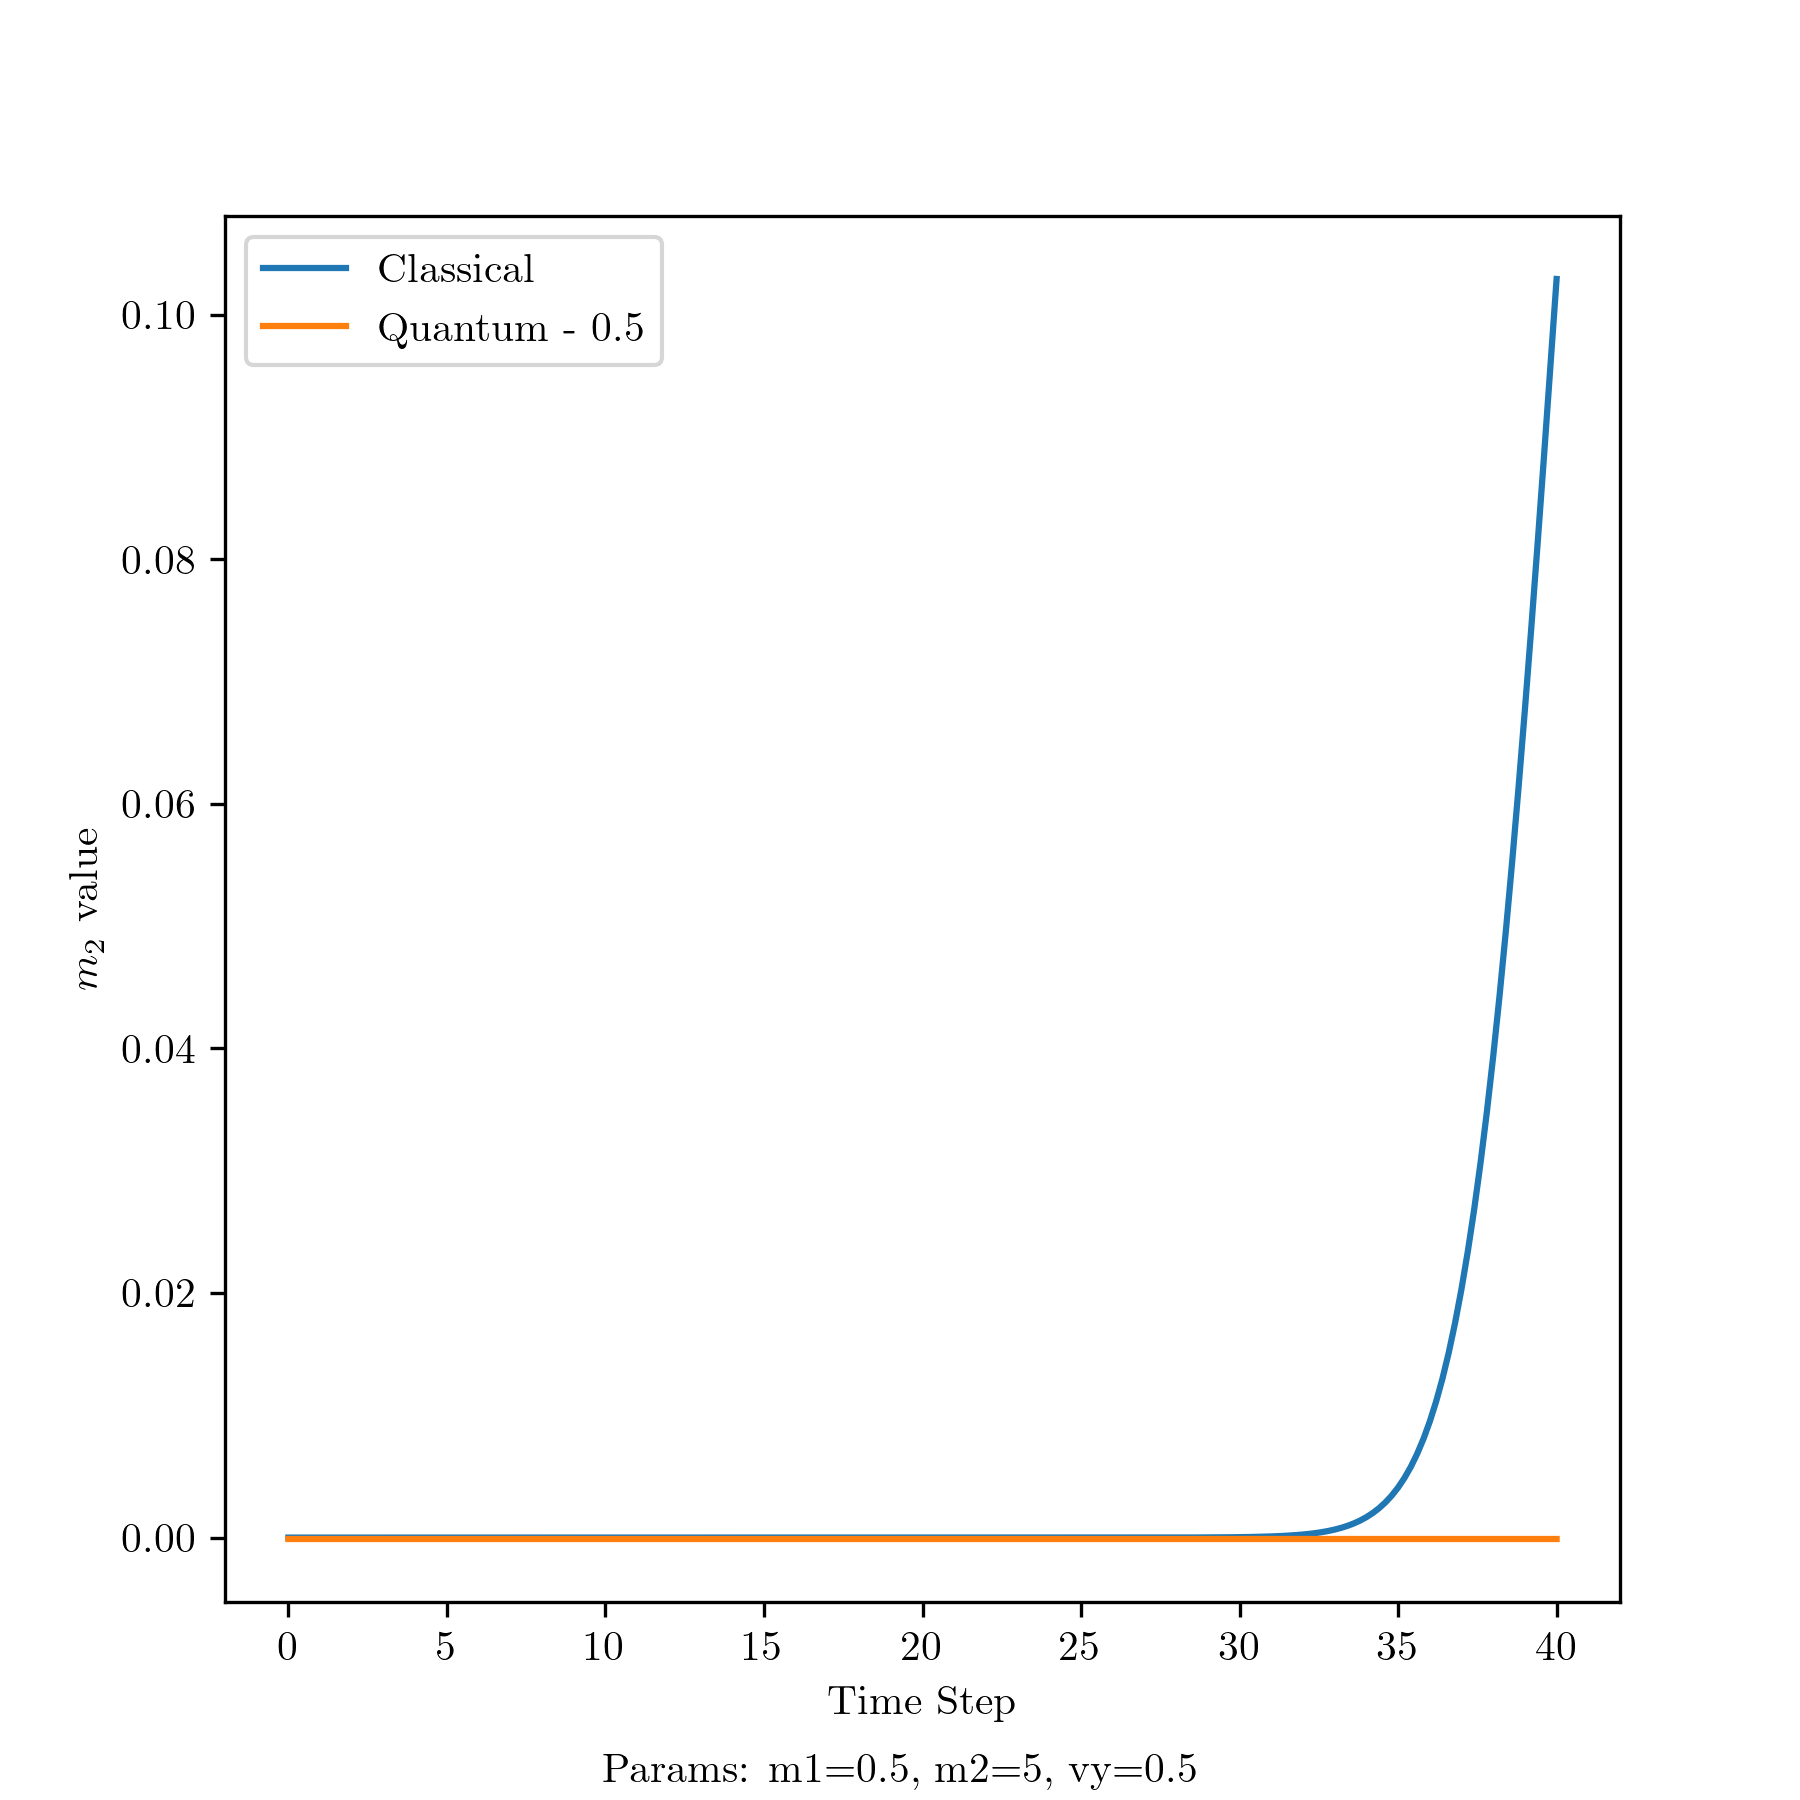 Classical
Quantum - 0.5
0.10
0.08
0.06
0.04
0.02
0.00
m₂ value
0 5 10 15 20 25 30 35 40
Time Step
Params: m1=0.5, m2=5, vy=0.5